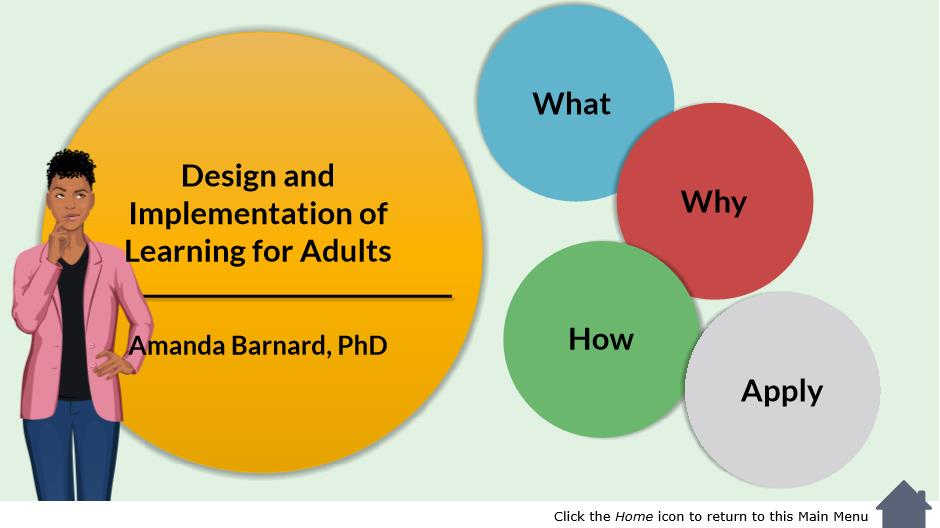 Design and
Implementation of
Learning for Adults
Amanda Barnard, PhD
What
Why
How
Apply
Click the Home icon to return to this Main Menu